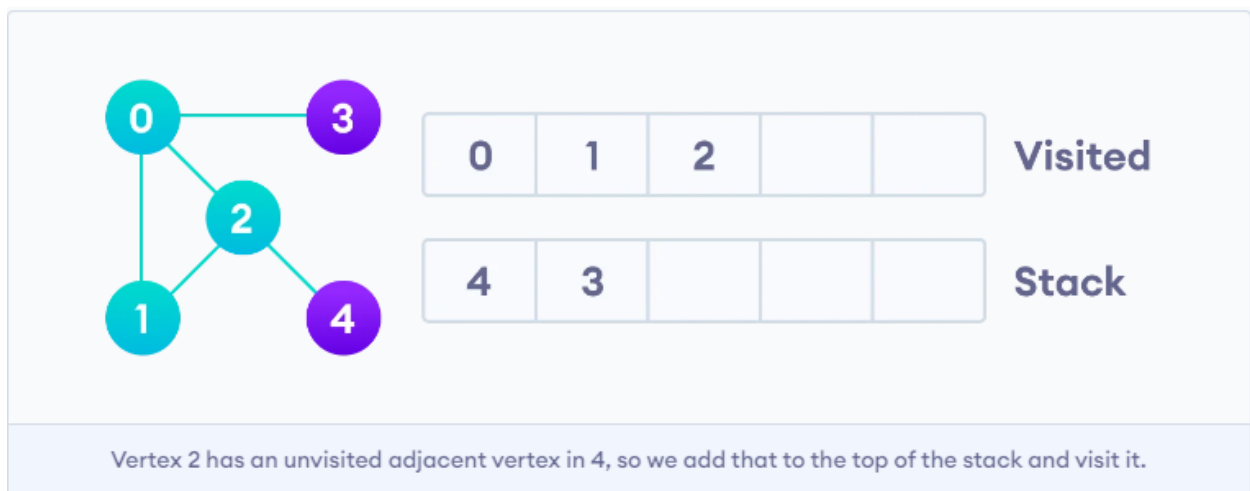 0 3
0 1 2 Visited
2
4 3 Stack
1 4
Vertex 2 has an unvisited adjacent vertex in 4, so we add that to the top of the stack and visit it.